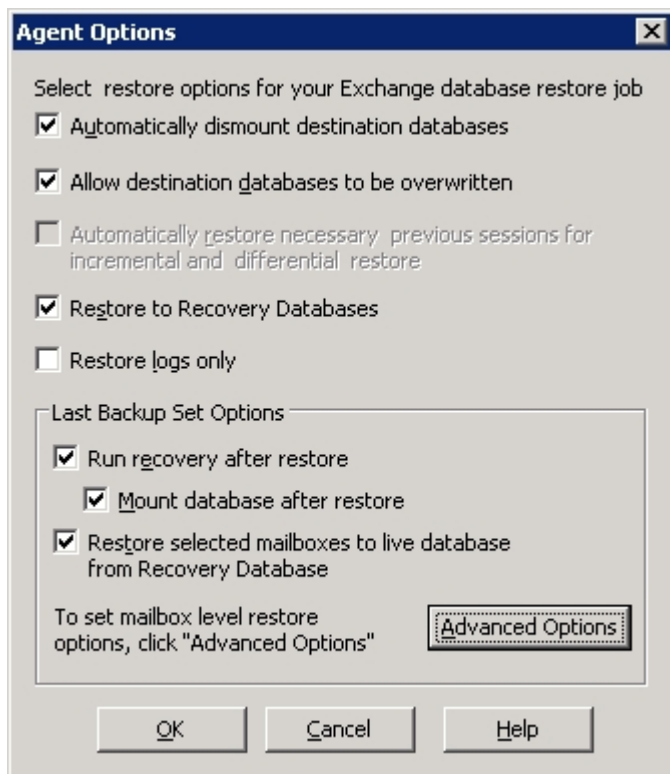 Agent Options
Select restore options for your Exchange database restore job
Automatically dismount destination databases
Allow destination databases to be overwritten
Automatically restore necessary previous sessions for
incremental and differential restore
Restore to Recovery Databases
Restore logs only
Last Backup Set Options
Run recovery after restore
Mount database after restore
Restore selected mailboxes to live database
from Recovery Database
To set mailbox level restore
options, click "Advanced Options"
Advanced Options
OK
Cancel
Help